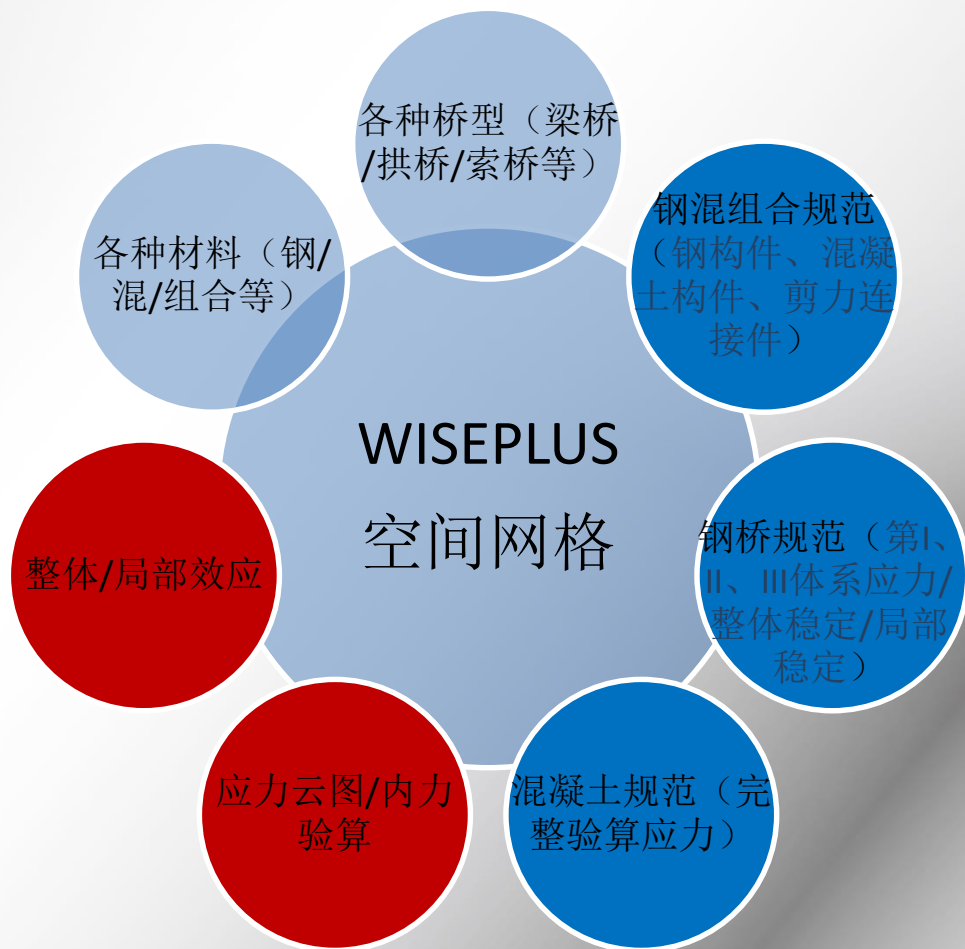 各种桥型（梁桥
/拱桥/索桥等）
钢混组合规范
（钢构件、混凝
土构件、剪力连
接件）
各种材料（钢/
混/组合等）
WISEPLUS
空间网格
钢桥规范（第I、
II、III体系应力/
整体稳定/局部
稳定）
整体/局部效应
应力云图/内力
验算
混凝土规范（完
整验算应力）